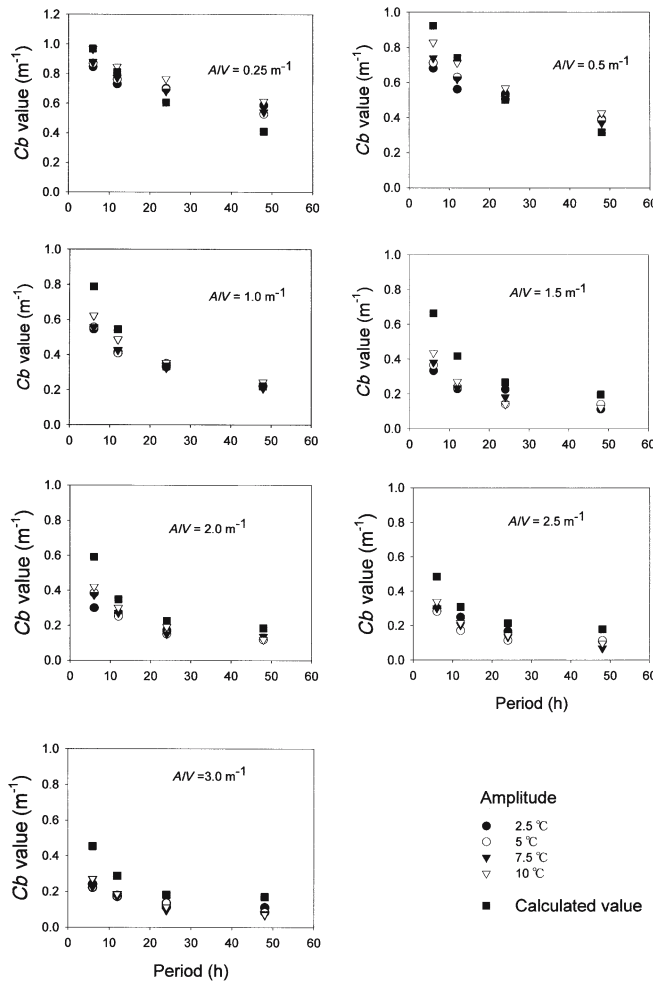 1.2
1.0
0.8
0.6
0.4
0.2
0.0
Cb value (m-1)
A/V = 0.25 m-1
0 10 20 30 40 50 60
1.0
0.8
0.6
0.4
0.2
0.0
Cb value (m-1)
A/V = 0.5 m-1
0 10 20 30 40 50 60
1.0
0.8
0.6
0.4
0.2
0.0
Cb value (m-1)
A/V = 1.0 m-1
0 10 20 30 40 50 60
1.0
0.8
0.6
0.4
0.2
0.0
Cb value (m-1)
A/V = 1.5 m-1
0 10 20 30 40 50 60
1.0
0.8
0.6
0.4
0.2
0.0
Cb value (m-1)
A/V = 2.0 m-1
0 10 20 30 40 50 60
1.0
0.8
0.6
0.4
0.2
0.0
Cb value (m-1)
A/V = 2.5 m-1
0 10 20 30 40 50 60
Period (h)
1.0
0.8
0.6
0.4
0.2
0.0
Cb value (m-1)
A/V =3.0 m-1
0 10 20 30 40 50 60
Period (h)
Amplitude
2.5 ℃
5 ℃
7.5 ℃
10 ℃
Calculated value